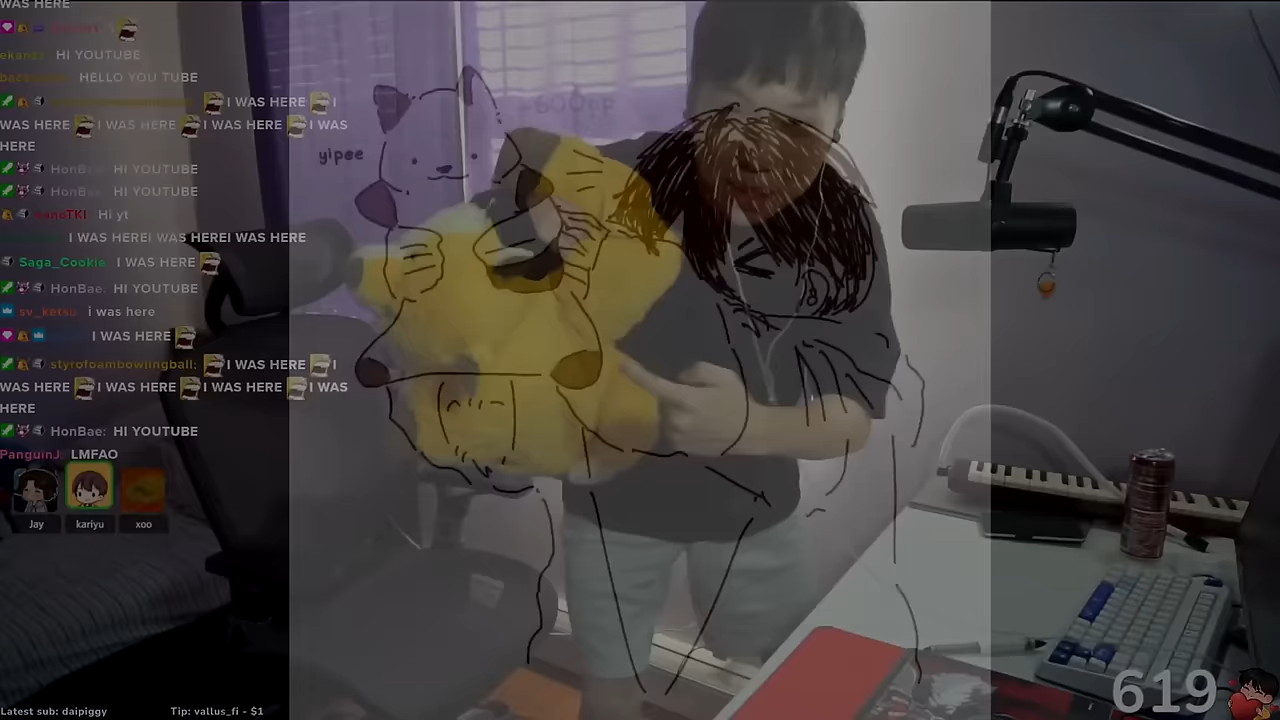 WAS HERE
HI YOUTUBE
HELLO YOU TUBE
I WAS HERE I
WAS HERE I WAS HERE I WAS HERE I WAS
HERE
HonBae: HI YOUTUBE
HonBae: HI YOUTUBE
Hi yt
I WAS HEREI WAS HEREI WAS HERE
Saga_Cookie: I WAS HERE
HonBae: HI YOUTUBE
sv_ketsu: i was here
I WAS HERE
styrofoambowlingball: I WAS HERE I
WAS HERE I WAS HERE I WAS HERE I WAS
HERE
HonBae: HI YOUTUBE
PanguinJ: LMFAO
Jay kariyu xoo
yipee
619
Latest sub: daipiggy Tip: vallus_fi - $1